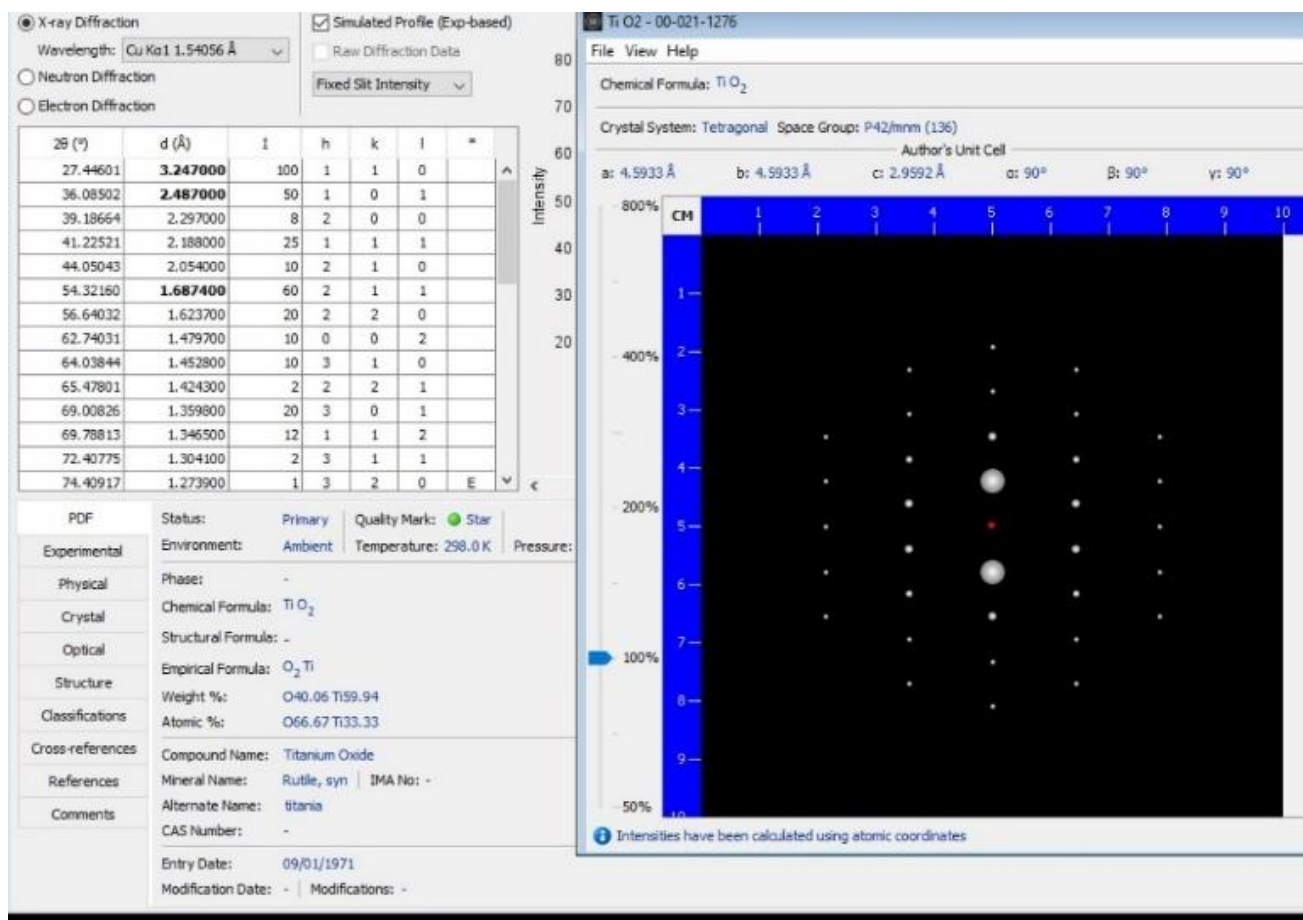 X-ray Diffraction
Wavelength: Cu Kα1 1.54056 Å
Neutron Diffraction
Electron Diffraction
Simulated Profile (Exp-based)
Raw Diffraction Data
Fixed Slit Intensity
2θ (°) d (Å) I h k l *
27.44601 3.247000 100 1 1 0
36.08502 2.487000 50 1 0 1
39.18664 2.297000 8 2 0 0
41.22521 2.188000 25 1 1 1
44.05043 2.054000 10 2 1 0
54.32160 1.687400 60 2 1 1
56.64032 1.623700 20 2 2 0
62.74031 1.479700 10 0 0 2
64.03844 1.452800 10 3 1 0
65.47801 1.424300 2 2 2 1
69.00826 1.359800 20 3 0 1
69.78813 1.346500 12 1 1 2
72.40775 1.304100 2 3 1 1
74.40917 1.273900 1 3 2 0 E
Intensity
80
70
60
50
40
30
20
PDF
Experimental
Physical
Crystal
Optical
Structure
Classifications
Cross-references
References
Comments
Status: Primary Quality Mark: Star
Environment: Ambient Temperature: 298.0 K Pressure:
Phase: -
Chemical Formula: Ti O2
Structural Formula: -
Empirical Formula: O2 Ti
Weight %: O40.06 Ti59.94
Atomic %: O66.67 Ti33.33
Compound Name: Titanium Oxide
Mineral Name: Rutile, syn IMA No: -
Alternate Name: titania
CAS Number: -
Entry Date: 09/01/1971
Modification Date: - Modifications: -
Ti O2 - 00-021-1276
File View Help
Chemical Formula: Ti O2
Crystal System: Tetragonal Space Group: P42/mnm (136)
Author's Unit Cell
a: 4.5933 Å b: 4.5933 Å c: 2.9592 Å α: 90° β: 90° γ: 90°
800%
400%
200%
100%
50%
CM 1 2 3 4 5 6 7 8 9 10
1
2
3
4
5
6
7
8
9
10
Intensities have been calculated using atomic coordinates